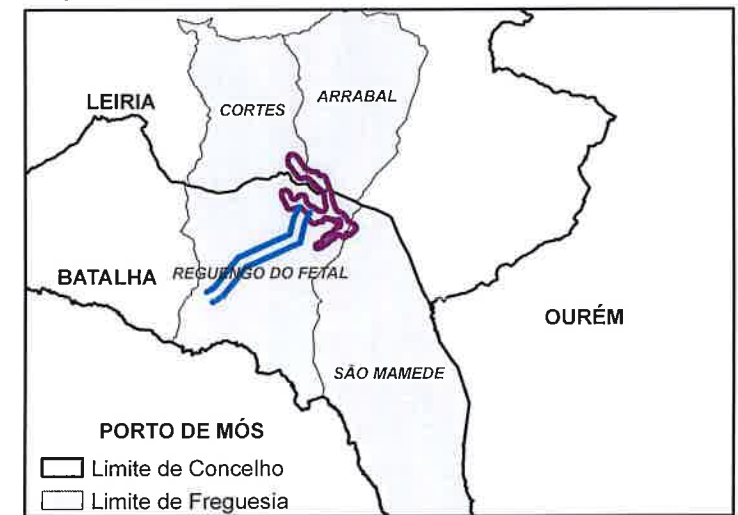 LEIRIA
CORTES
ARRABAL
BATALHA
REGUENGO DO FETAL
OURÉM
SÃO MAMEDE
PORTO DE MÓS
Limite de Concelho
Limite de Freguesia